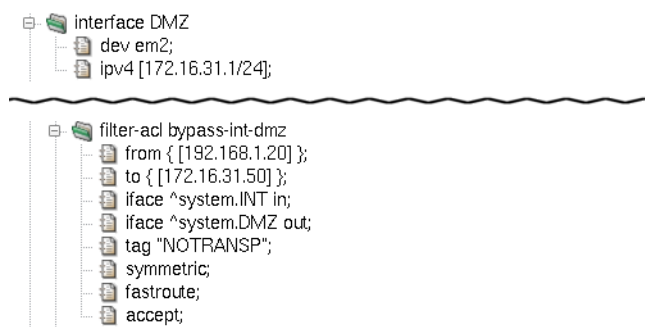 interface DMZ
dev em2;
ipv4 [172.16.31.1/24];
filter-acl bypass-int-dmz
from { [192.168.1.20] };
to { [172.16.31.50] };
iface ^system.INT in;
iface ^system.DMZ out;
tag "NOTRANSP";
symmetric;
fastroute;
accept;